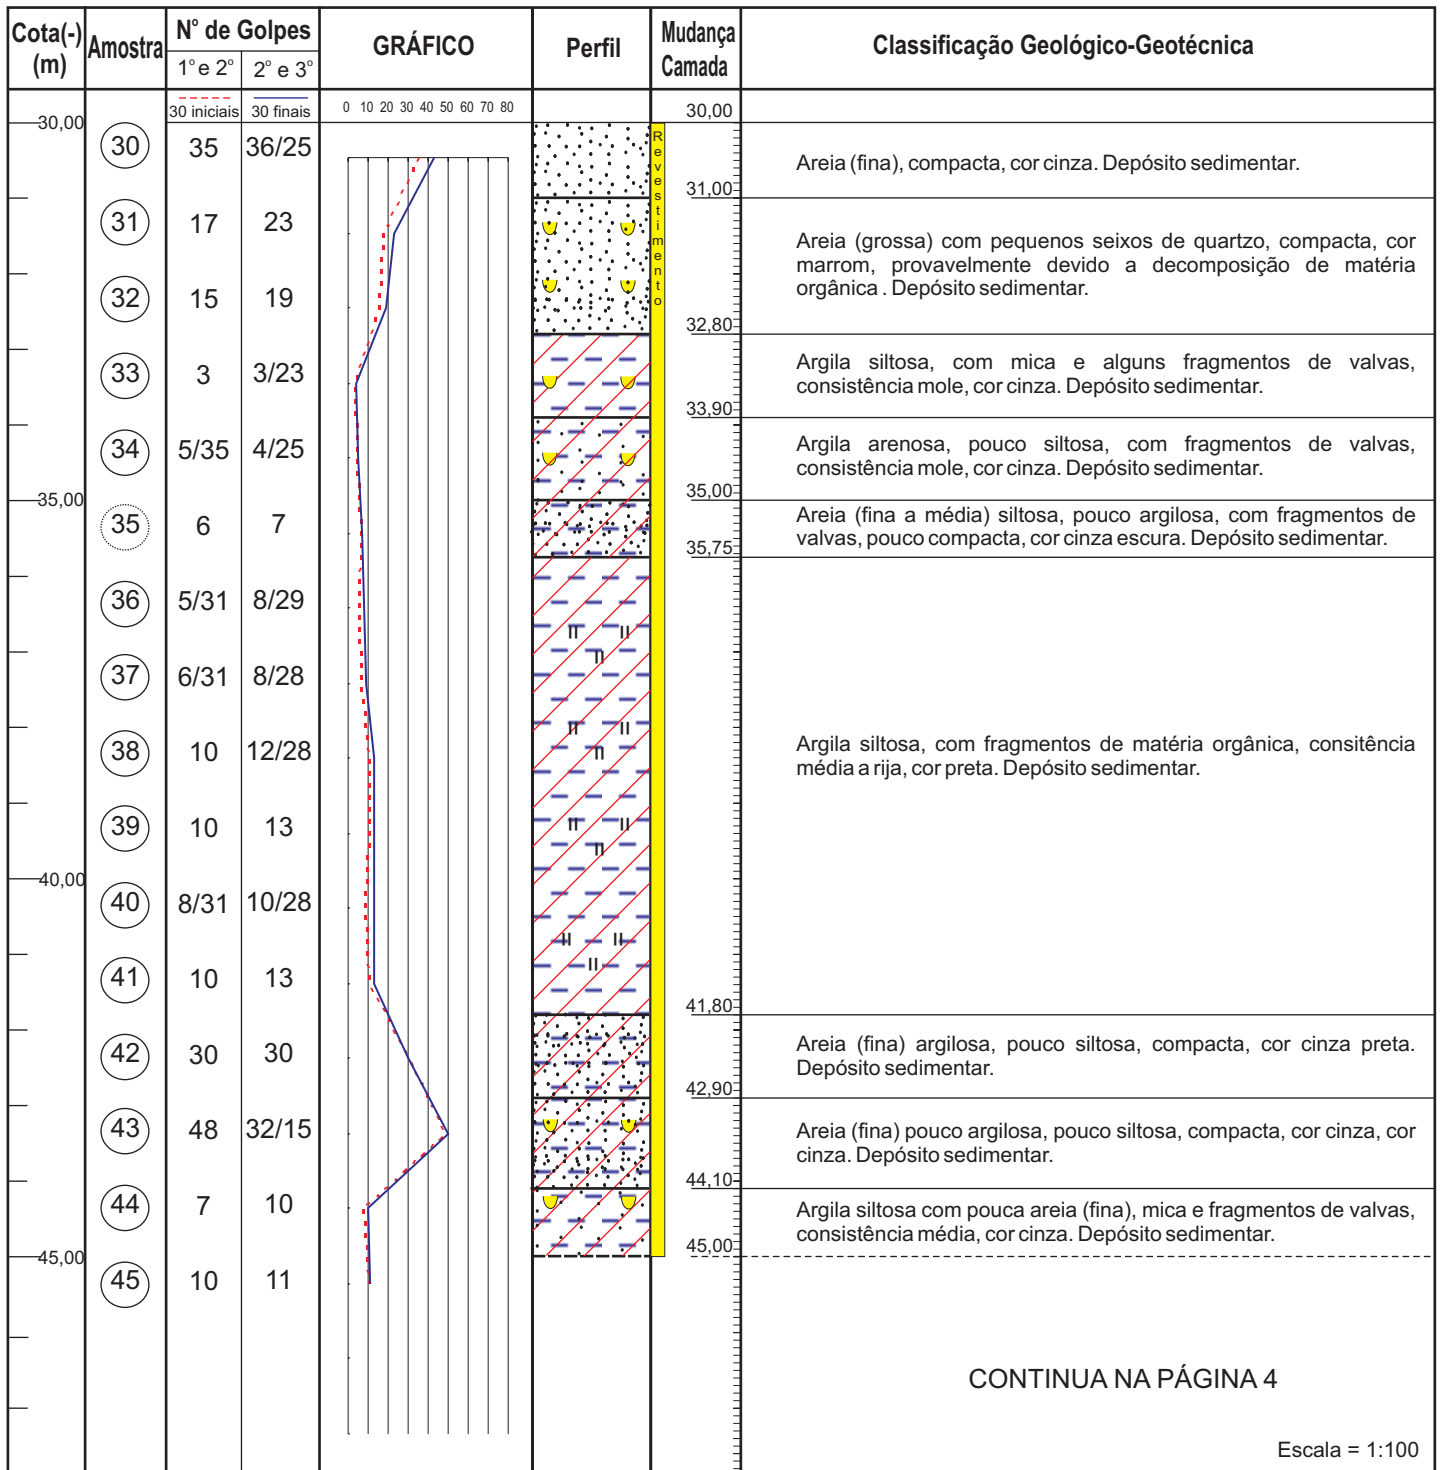 Cota(-) (m) Amostra N° de Golpes GRÁFICO Perfil Mudança Camada Classificação Geológico-Geotécnica
1° e 2° 2° e 3°
30 iniciais 30 finais 0 10 20 30 40 50 60 70 80 30,00
30,00
Revestimento
30 35 36/25 Areia (fina), compacta, cor cinza. Depósito sedimentar.
31,00
31 17 23 Areia (grossa) com pequenos seixos de quartzo, compacta, cor
marrom, provavelmente devido a decomposição de matéria
orgânica . Depósito sedimentar.
32 15 19
32,80
33 3 3/23 Argila siltosa, com mica e alguns fragmentos de valvas,
consistência mole, cor cinza. Depósito sedimentar.
33,90
34 5/35 4/25 Argila arenosa, pouco siltosa, com fragmentos de valvas,
consistência mole, cor cinza. Depósito sedimentar.
35,00 35,00
35 6 7 Areia (fina a média) siltosa, pouco argilosa, com fragmentos de
valvas, pouco compacta, cor cinza escura. Depósito sedimentar.
35,75
36 5/31 8/29
37 6/31 8/28
38 10 12/28 Argila siltosa, com fragmentos de matéria orgânica, consitência
média a rija, cor preta. Depósito sedimentar.
39 10 13
40,00
40 8/31 10/28
41 10 13
41,80
42 30 30 Areia (fina) argilosa, pouco siltosa, compacta, cor cinza preta.
Depósito sedimentar.
42,90
43 48 32/15 Areia (fina) pouco argilosa, pouco siltosa, compacta, cor cinza, cor
cinza. Depósito sedimentar.
44,10
44 7 10 Argila siltosa com pouca areia (fina), mica e fragmentos de valvas,
consistência média, cor cinza. Depósito sedimentar.
45,00 45,00
45 10 11
CONTINUA NA PÁGINA 4
Escala = 1:100